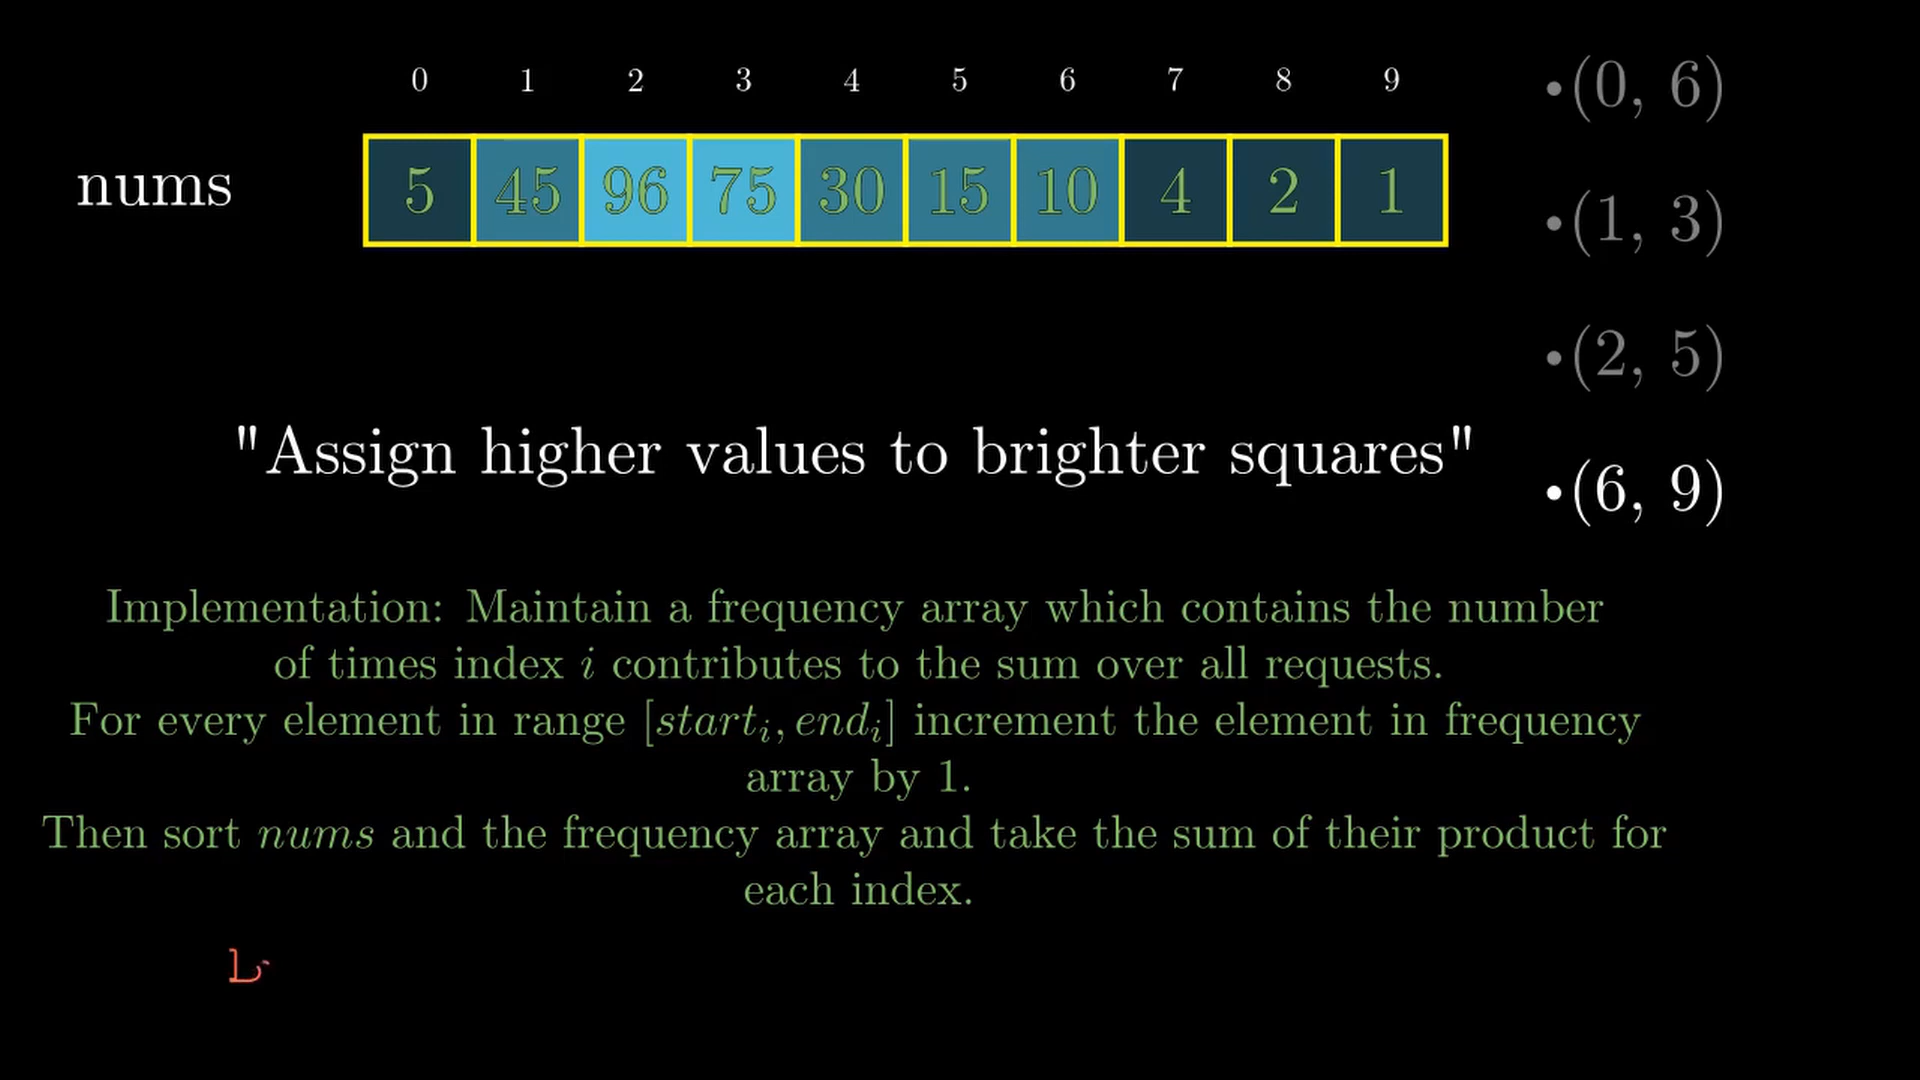 0 1 2 3 4 5 6 7 8 9
nums 5 45 96 75 30 15 10 4 2 1
•(0, 6)
•(1, 3)
•(2, 5)
•(6, 9)
"Assign higher values to brighter squares"
Implementation: Maintain a frequency array which contains the number
of times index i contributes to the sum over all requests.
For every element in range [start_i, end_i] increment the element in frequency
array by 1.
Then sort nums and the frequency array and take the sum of their product for
each index.